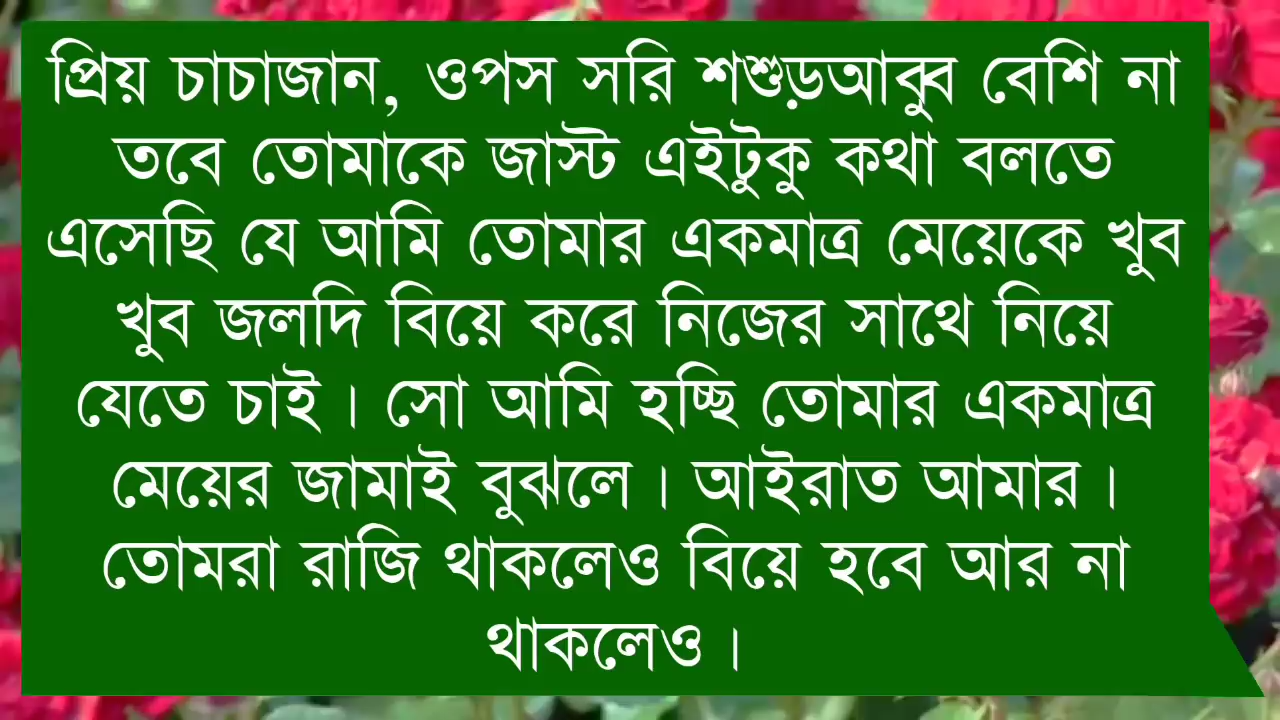 প্রিয় চাচাজান, ওপস সরি শশুড়আব্বু বেশি না
তবে তোমাকে জাস্ট এইটুকু কথা বলতে
এসেছি যে আমি তোমার একমাত্র মেয়েকে খুব
খুব জলদি বিয়ে করে নিজের সাথে নিয়ে
যেতে চাই। সো আমি হচ্ছি তোমার একমাত্র
মেয়ের জামাই বুঝলে। আইরাত আমার।
তোমরা রাজি থাকলেও বিয়ে হবে আর না
থাকলেও।